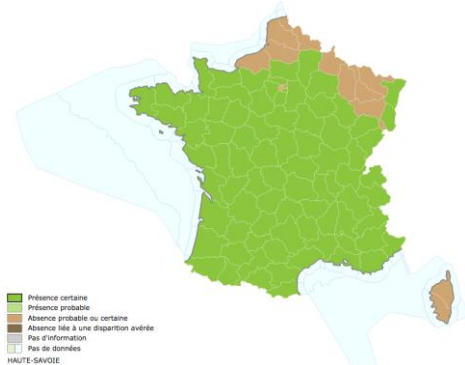 Présence certaine
Présence probable
Absence probable ou certaine
Absence liée à une disparition avérée
Pas d'information
Pas de données
HAUTE-SAVOIE